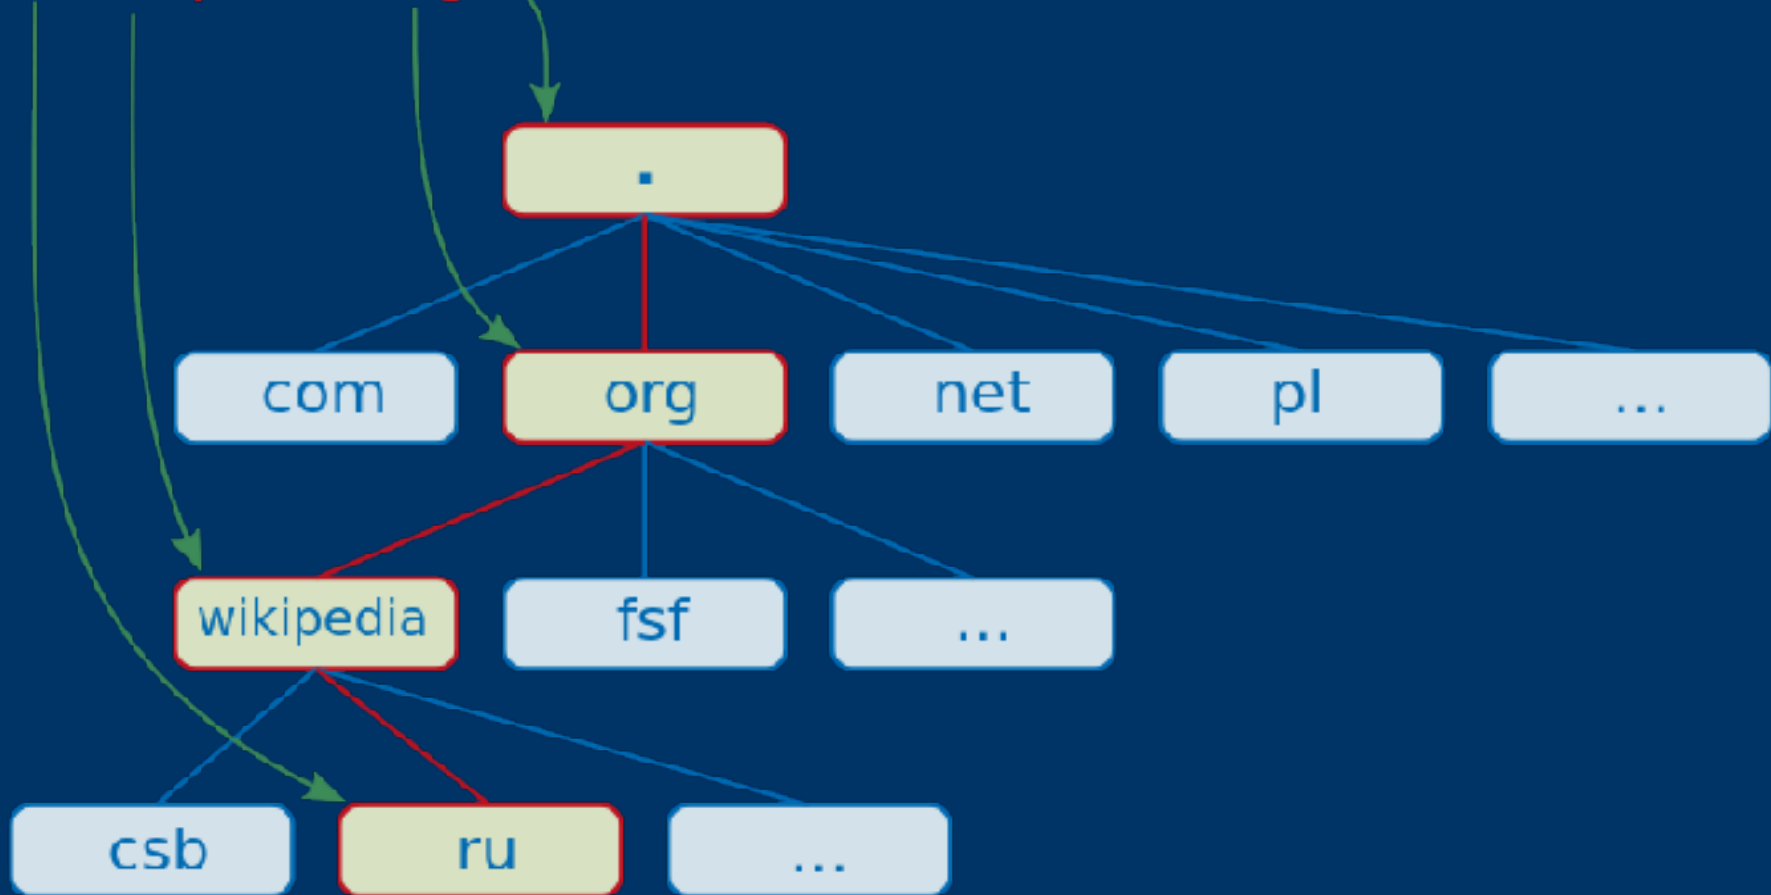 .
com org net pl ...
wikipedia fsf ...
csb ru ...